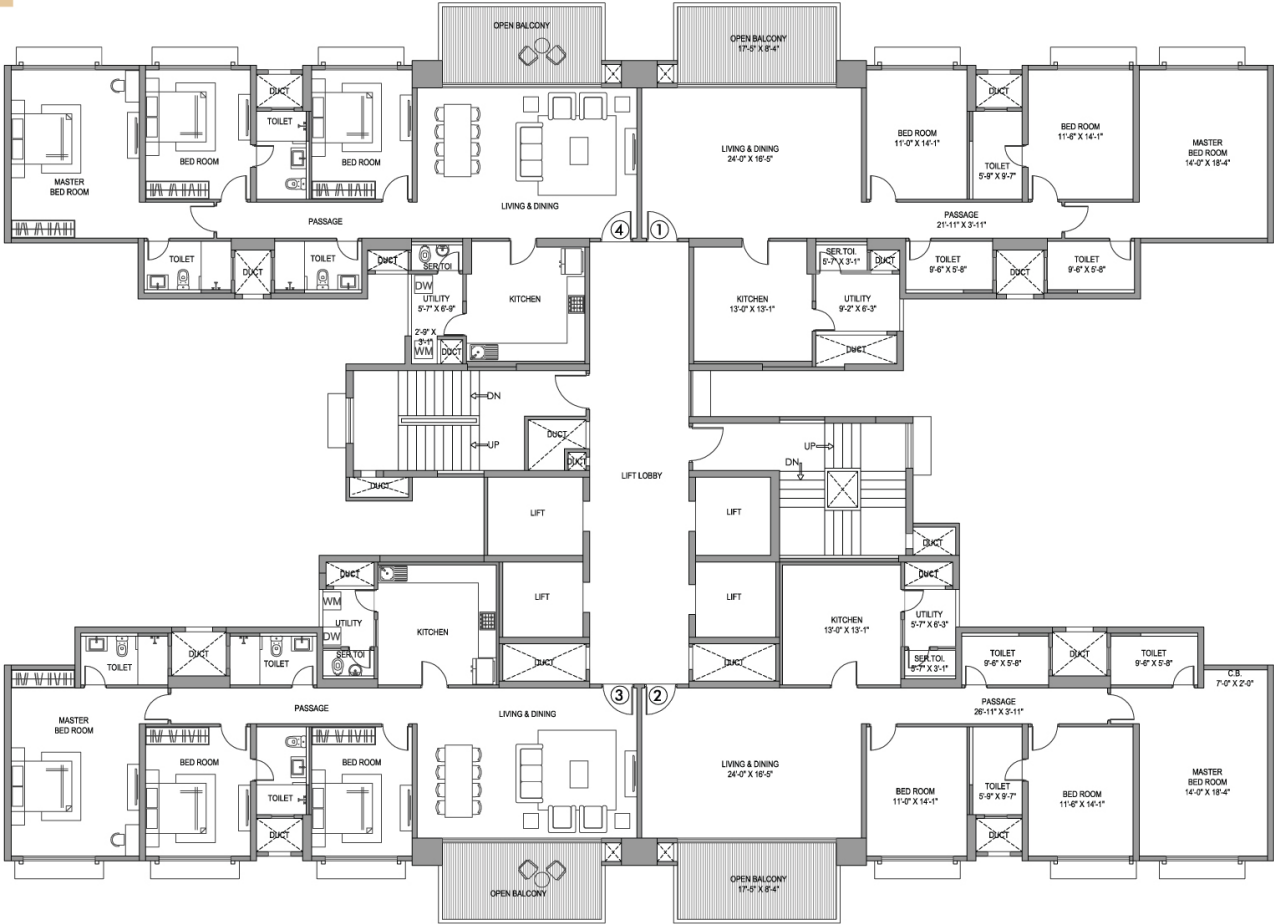 OPEN BALCONY
OPEN BALCONY
17'-5" X 8'-4"
DUCT
TOILET
BED ROOM
BED ROOM
MASTER
BED ROOM
LIVING & DINING
PASSAGE
4
1
LIVING & DINING
24'-0" X 16'-5"
BED ROOM
11'-0" X 14'-1"
DUCT
TOILET
5'-9" X 9'-7"
BED ROOM
11'-6" X 14'-1"
MASTER
BED ROOM
14'-0" X 18'-4"
PASSAGE
21'-11" X 3'-11"
TOILET
DUCT
TOILET
DUCT
SER.TOI
DW
UTILITY
5'-7" X 6'-9"
2'-9" X
3'-1"
WM
DUCT
KITCHEN
KITCHEN
13'-0" X 13'-1"
SER.TOI.
5'-7" X 3'-1"
DUCT
UTILITY
9'-2" X 6'-3"
DUCT
TOILET
9'-6" X 5'-8"
DUCT
TOILET
9'-6" X 5'-8"
DN
UP
DUCT
DUCT
DUCT
LIFT LOBBY
UP
DN
LIFT
LIFT
DUCT
LIFT
LIFT
DUCT
DUCT
DUCT
WM
UTILITY
DW
SER.TOI
KITCHEN
KITCHEN
13'-0" X 13'-1"
DUCT
UTILITY
5'-7" X 6'-3"
SER.TOI.
5'-7" X 3'-1"
TOILET
DUCT
TOILET
TOILET
9'-6" X 5'-8"
DUCT
TOILET
9'-6" X 5'-8"
C.B.
7'-0" X 2'-0"
3
2
PASSAGE
LIVING & DINING
PASSAGE
26'-11" X 3'-11"
MASTER
BED ROOM
BED ROOM
TOILET
DUCT
BED ROOM
LIVING & DINING
24'-0" X 16'-5"
BED ROOM
11'-0" X 14'-1"
TOILET
5'-9" X 9'-7"
DUCT
BED ROOM
11'-6" X 14'-1"
MASTER
BED ROOM
14'-0" X 18'-4"
OPEN BALCONY
OPEN BALCONY
17'-5" X 8'-4"